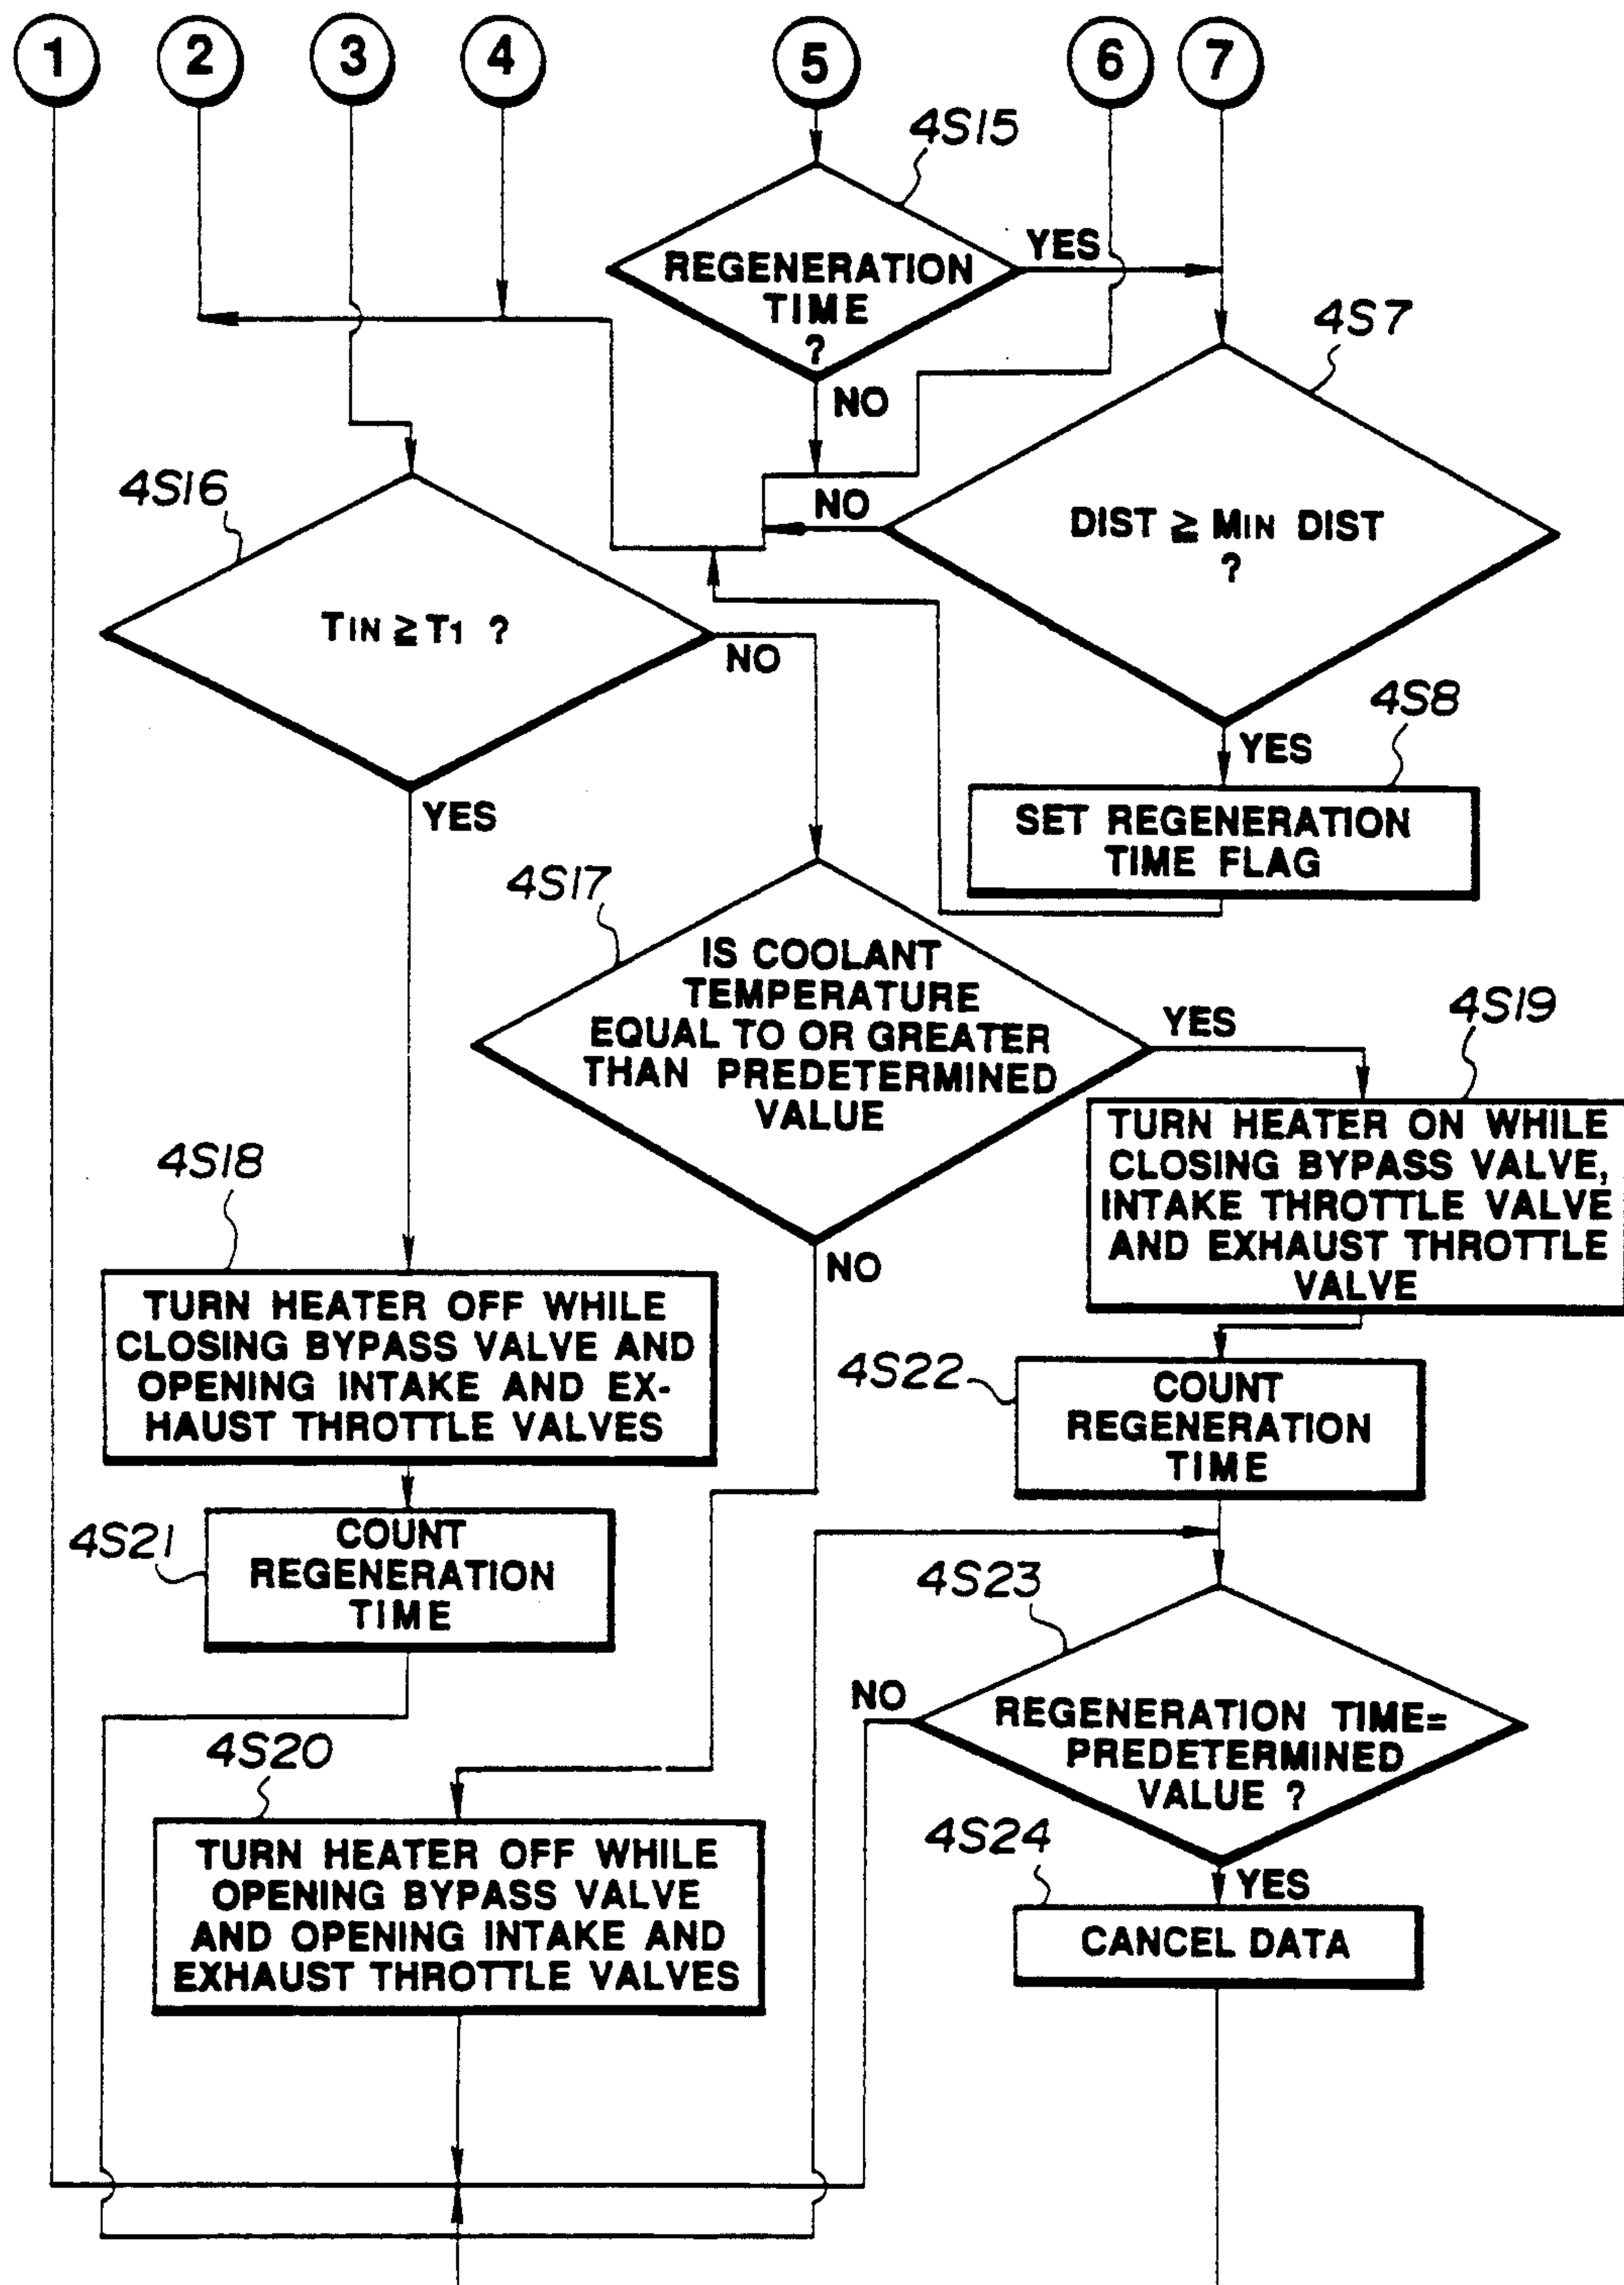 1 2 3 4 5 6 7
4S15
REGENERATION
TIME
?
YES
NO
4S7
DIST ≧ MIN DIST
?
NO
YES
4S8
SET REGENERATION
TIME FLAG
4S16
TIN ≧ T1 ?
NO
YES
4S17
IS COOLANT
TEMPERATURE
EQUAL TO OR GREATER
THAN PREDETERMINED
VALUE
YES
NO
4S19
TURN HEATER ON WHILE
CLOSING BYPASS VALVE,
INTAKE THROTTLE VALVE
AND EXHAUST THROTTLE
VALVE
4S18
TURN HEATER OFF WHILE
CLOSING BYPASS VALVE AND
OPENING INTAKE AND EX-
HAUST THROTTLE VALVES
4S22
COUNT
REGENERATION
TIME
4S21
COUNT
REGENERATION
TIME
4S23
REGENERATION TIME=
PREDETERMINED
VALUE ?
NO
YES
4S20
TURN HEATER OFF WHILE
OPENING BYPASS VALVE
AND OPENING INTAKE AND
EXHAUST THROTTLE VALVES
4S24
CANCEL DATA